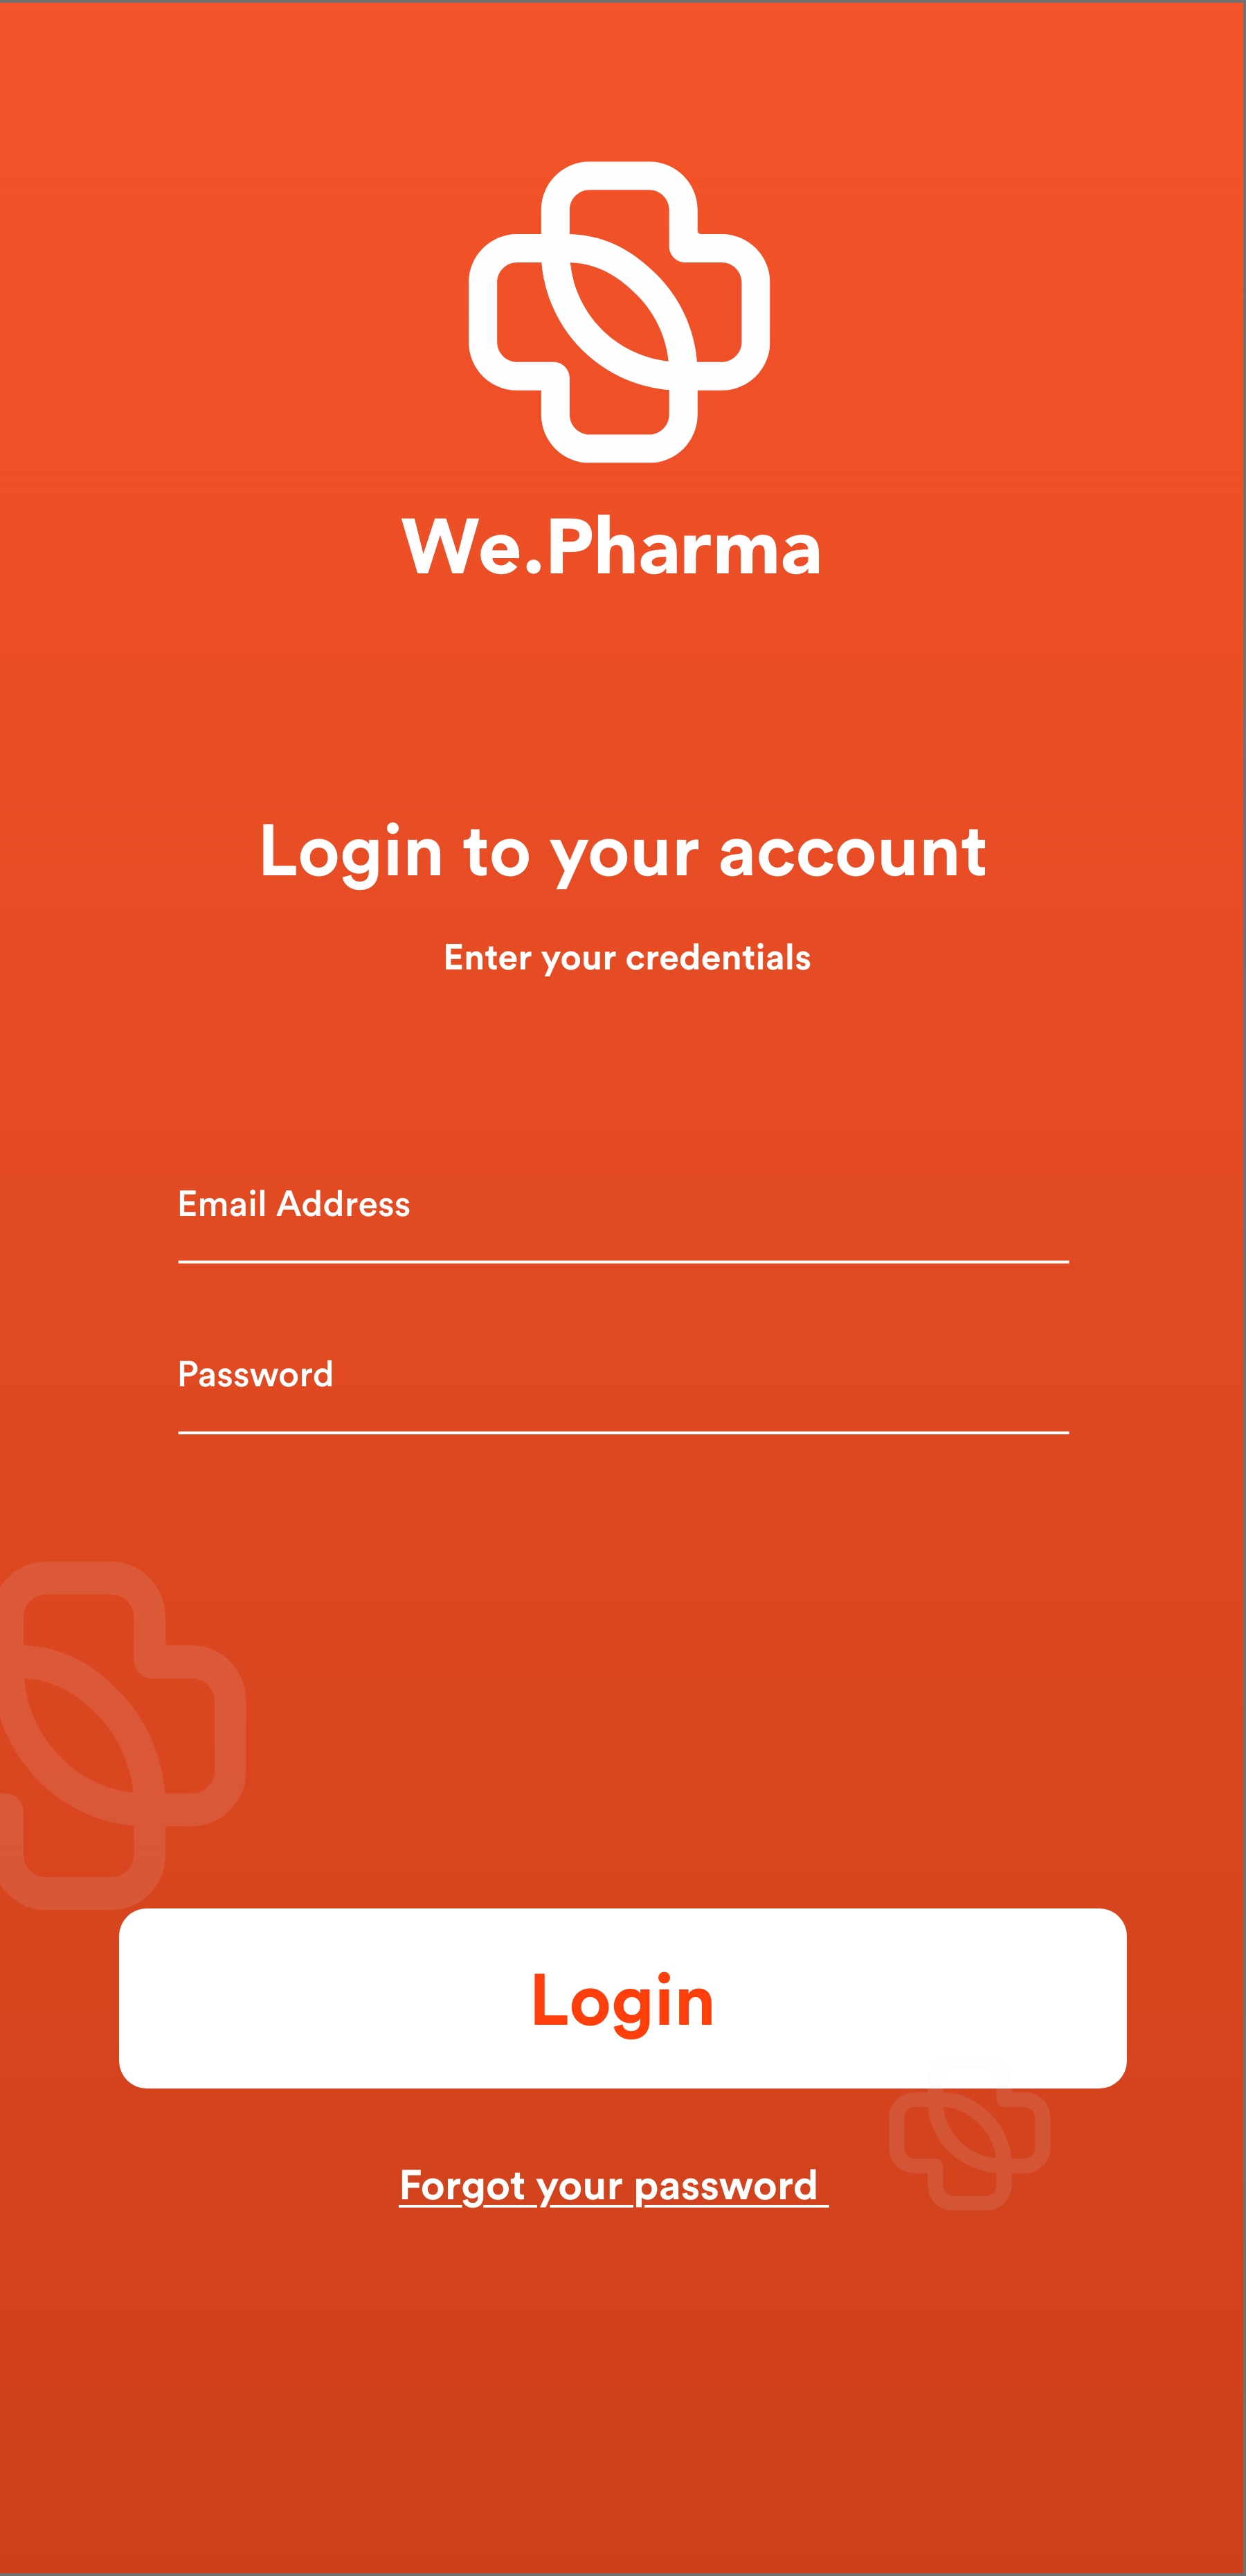 We.Pharma
Login to your account
Enter your credentials
Email Address
Password
Login
Forgot your password